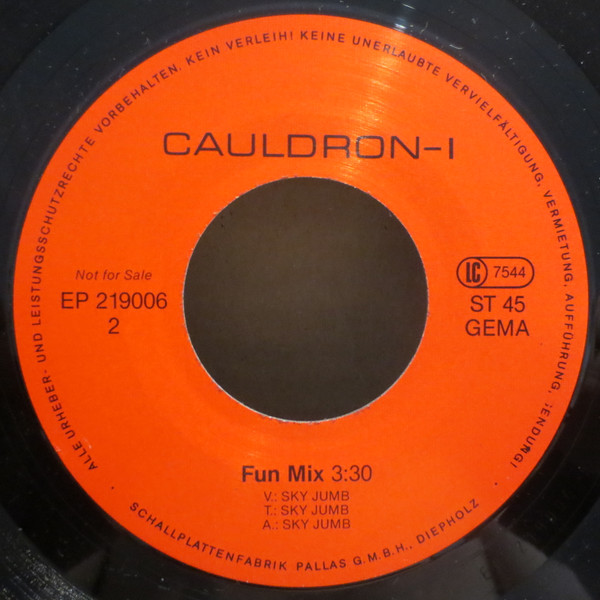 ALLE URHEBER- UND LEISTUNGSSCHUTZRECHTE VORBEHALTEN. KEIN VERLEIH! KEINE UNERLAUBTE VERVIELFÄLTIGUNG, VERMIETUNG, AUFFÜHRUNG, SENDUNG!
CAULDRON-I
Not for Sale
EP 219006
2
LC 7544
ST 45
GEMA
Fun Mix 3:30
V.: SKY JUMB
T.: SKY JUMB
A.: SKY JUMB
· SCHALLPLATTENFABRIK PALLAS G.M.B.H., DIEPHOLZ ·